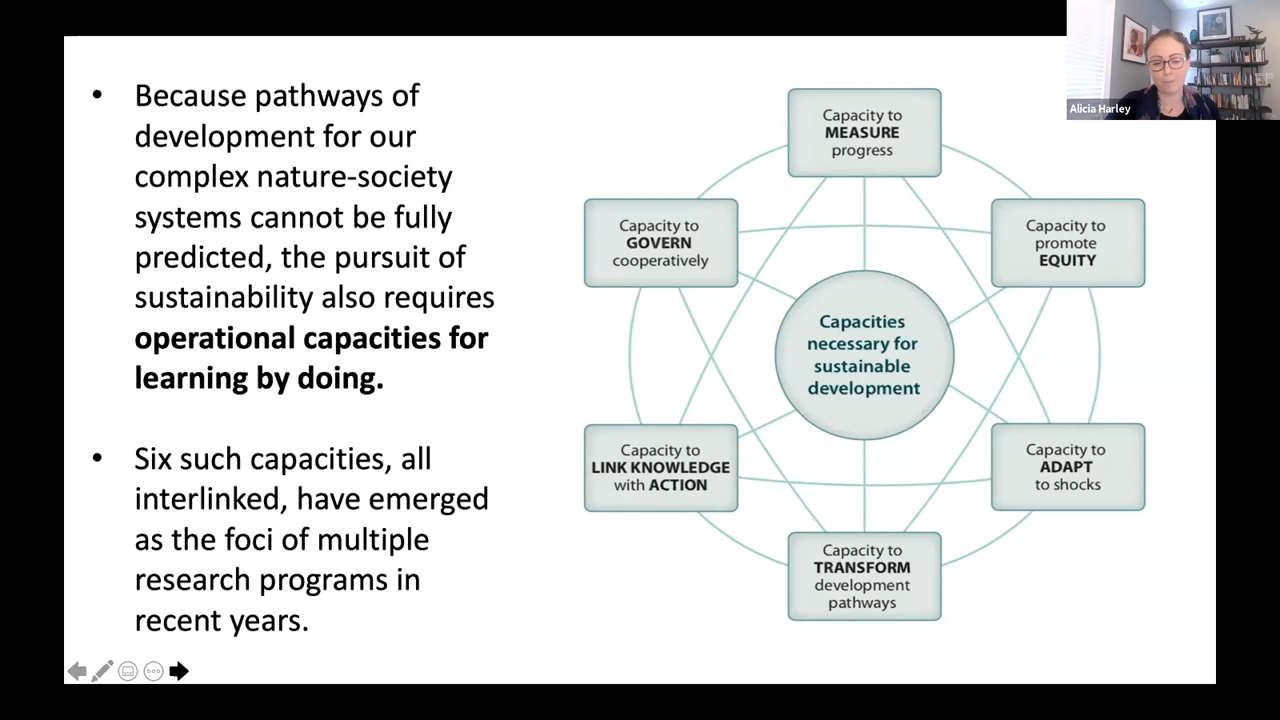 • Because pathways of
development for our
complex nature-society
systems cannot be fully
predicted, the pursuit of
sustainability also requires
operational capacities for
learning by doing.
• Six such capacities, all
interlinked, have emerged
as the foci of multiple
research programs in
recent years.
Capacity to
MEASURE
progress
Capacity to
GOVERN
cooperatively
Capacity to
promote
EQUITY
Capacities
necessary for
sustainable
development
Capacity to
LINK KNOWLEDGE
with ACTION
Capacity to
ADAPT
to shocks
Capacity to
TRANSFORM
development
pathways
Alicia Harley